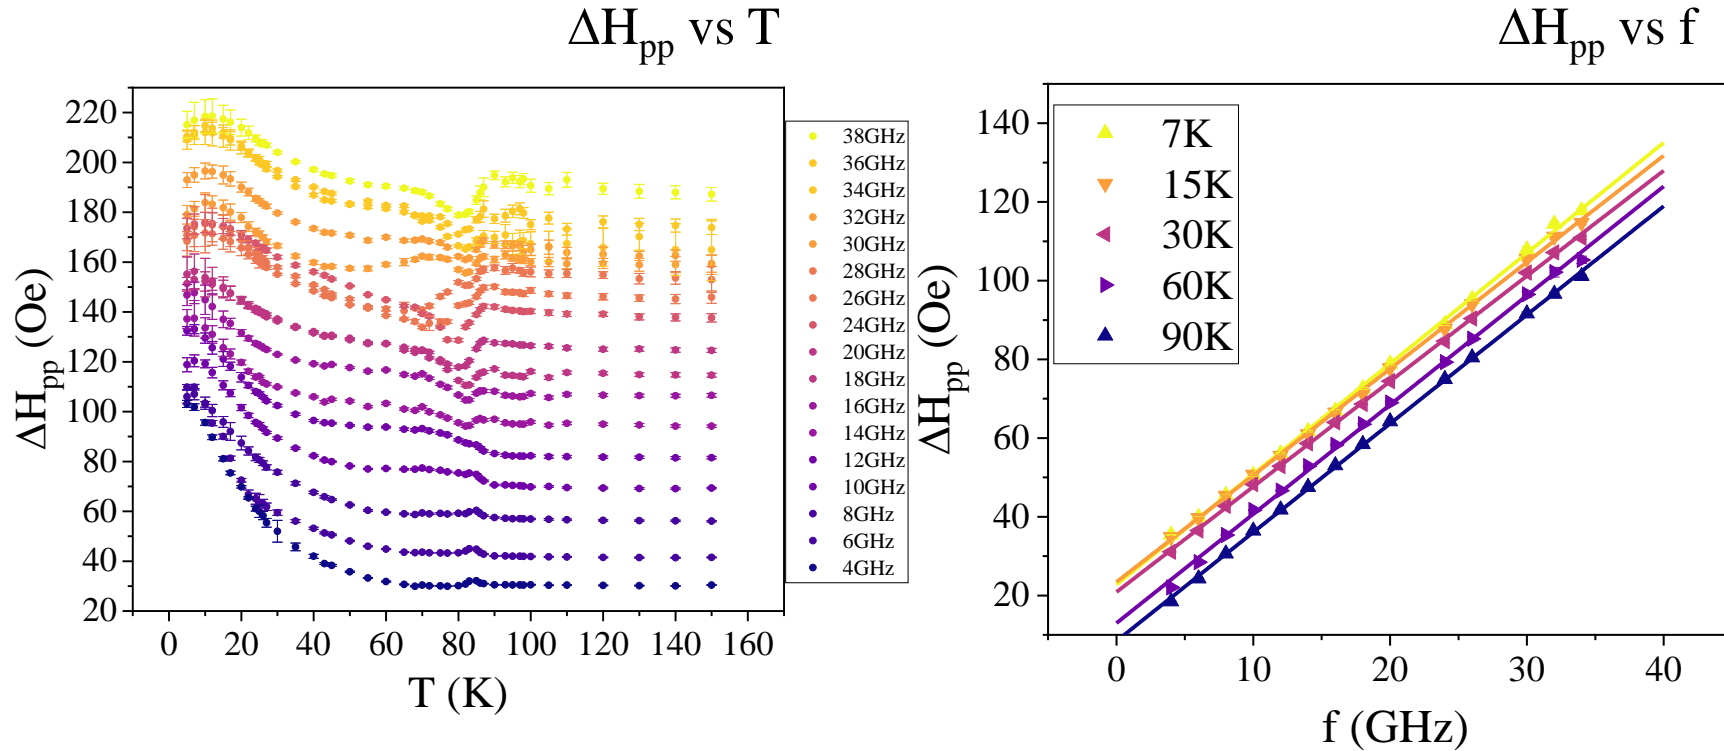 ΔHpp vs T
ΔHpp (Oe)
220
200
180
160
140
120
100
80
60
40
20
0 20 40 60 80 100 120 140 160
T (K)
38GHz
36GHz
34GHz
32GHz
30GHz
28GHz
26GHz
24GHz
20GHz
18GHz
16GHz
14GHz
12GHz
10GHz
8GHz
6GHz
4GHz
ΔHpp vs f
ΔHpp (Oe)
140
120
100
80
60
40
20
0 10 20 30 40
f (GHz)
7K
15K
30K
60K
90K